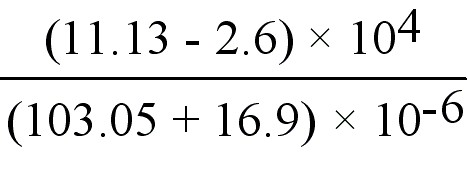 (11.13 - 2.6) × 10⁴
(103.05 + 16.9) × 10⁻⁶